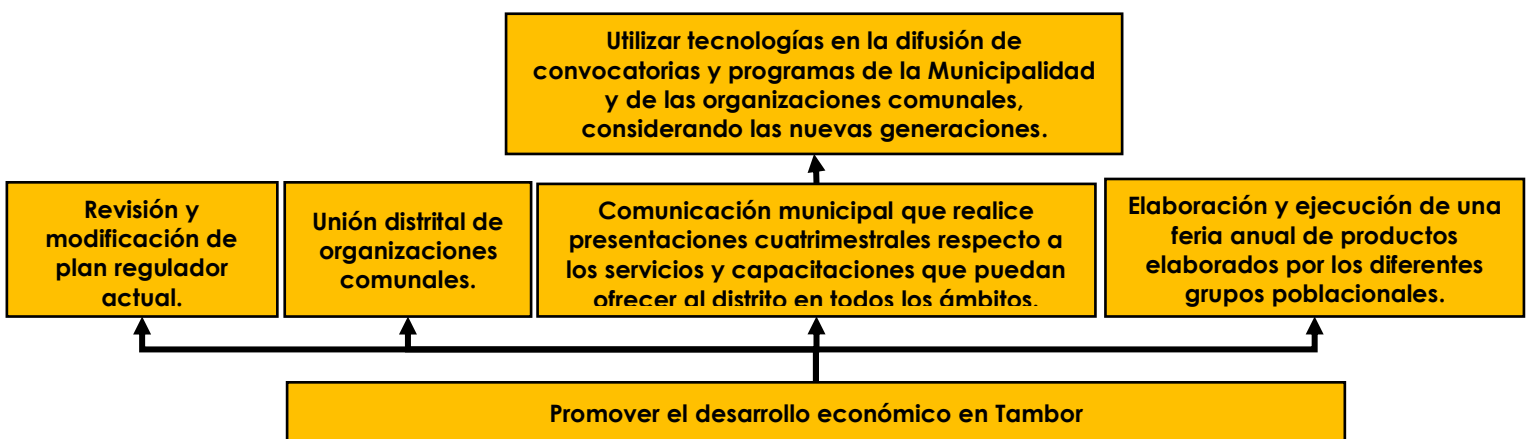 Utilizar tecnologías en la difusión de
convocatorias y programas de la Municipalidad
y de las organizaciones comunales,
considerando las nuevas generaciones.
Revisión y
modificación de
plan regulador
actual.
Unión distrital de
organizaciones
comunales.
Comunicación municipal que realice
presentaciones cuatrimestrales respecto a
los servicios y capacitaciones que puedan
ofrecer al distrito en todos los ámbitos.
Elaboración y ejecución de una
feria anual de productos
elaborados por los diferentes
grupos poblacionales.
Promover el desarrollo económico en Tambor